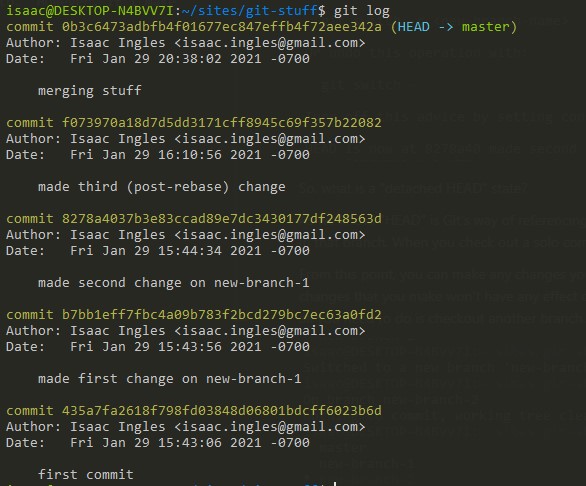 isaac@DESKTOP-N4BVV7I:~/sites/git-stuff$ git log
commit 0b3c6473adbfb4f01677ec847effb4f72aee342a (HEAD -> master)
Author: Isaac Ingles <isaac.ingles@gmail.com>
Date:   Fri Jan 29 20:38:02 2021 -0700
merging stuff
commit f073970a18d7d5dd3171cff8945c69f357b22082
Author: Isaac Ingles <isaac.ingles@gmail.com>
Date:   Fri Jan 29 16:10:56 2021 -0700
made third (post-rebase) change
commit 8278a4037b3e83ccad89e7dc3430177df248563d
Author: Isaac Ingles <isaac.ingles@gmail.com>
Date:   Fri Jan 29 15:44:34 2021 -0700
made second change on new-branch-1
commit b7bb1eff7fbc4a09b783f2bcd279bc7ec63a0fd2
Author: Isaac Ingles <isaac.ingles@gmail.com>
Date:   Fri Jan 29 15:43:56 2021 -0700
made first change on new-branch-1
commit 435a7fa2618f798fd03848d06801bdcff6023b6d
Author: Isaac Ingles <isaac.ingles@gmail.com>
Date:   Fri Jan 29 15:43:06 2021 -0700
first commit